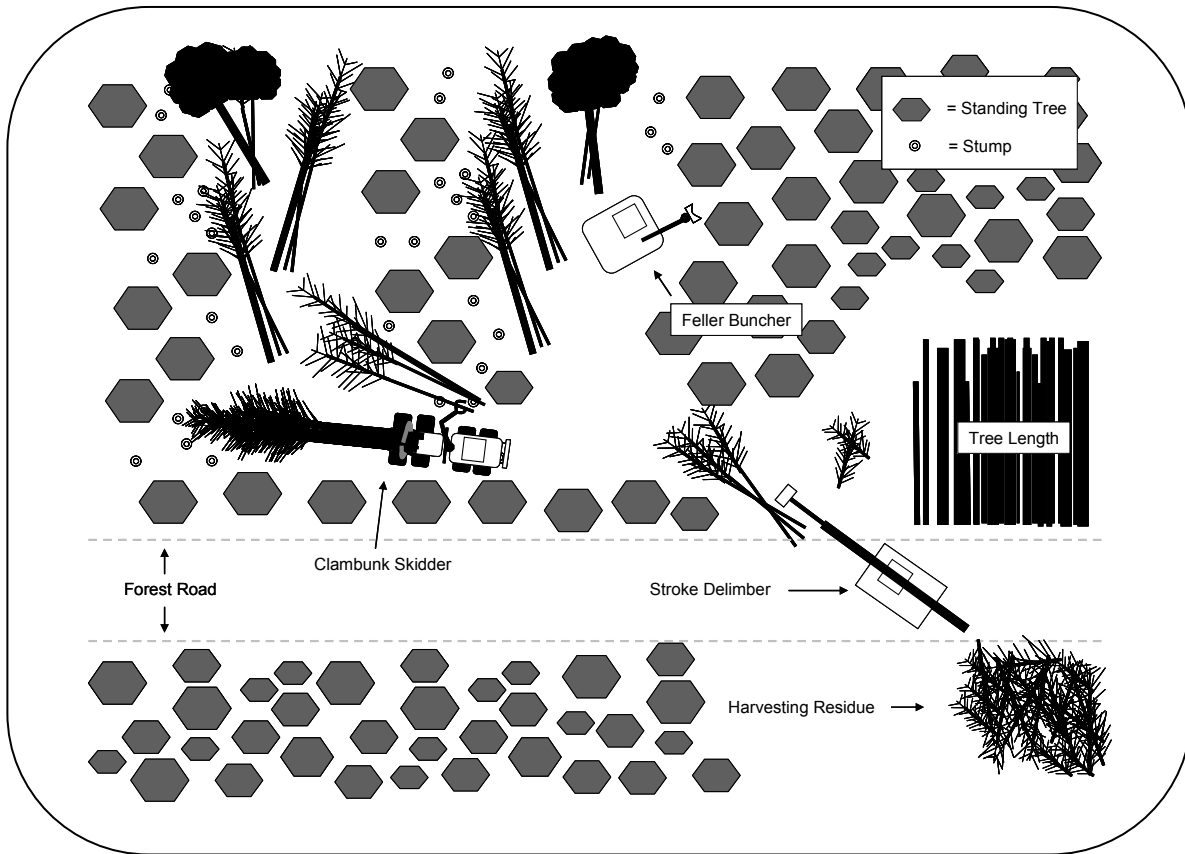 = Standing Tree
= Stump
Feller Buncher
Tree Length
Clambunk Skidder
Forest Road
Stroke Delimber
Harvesting Residue